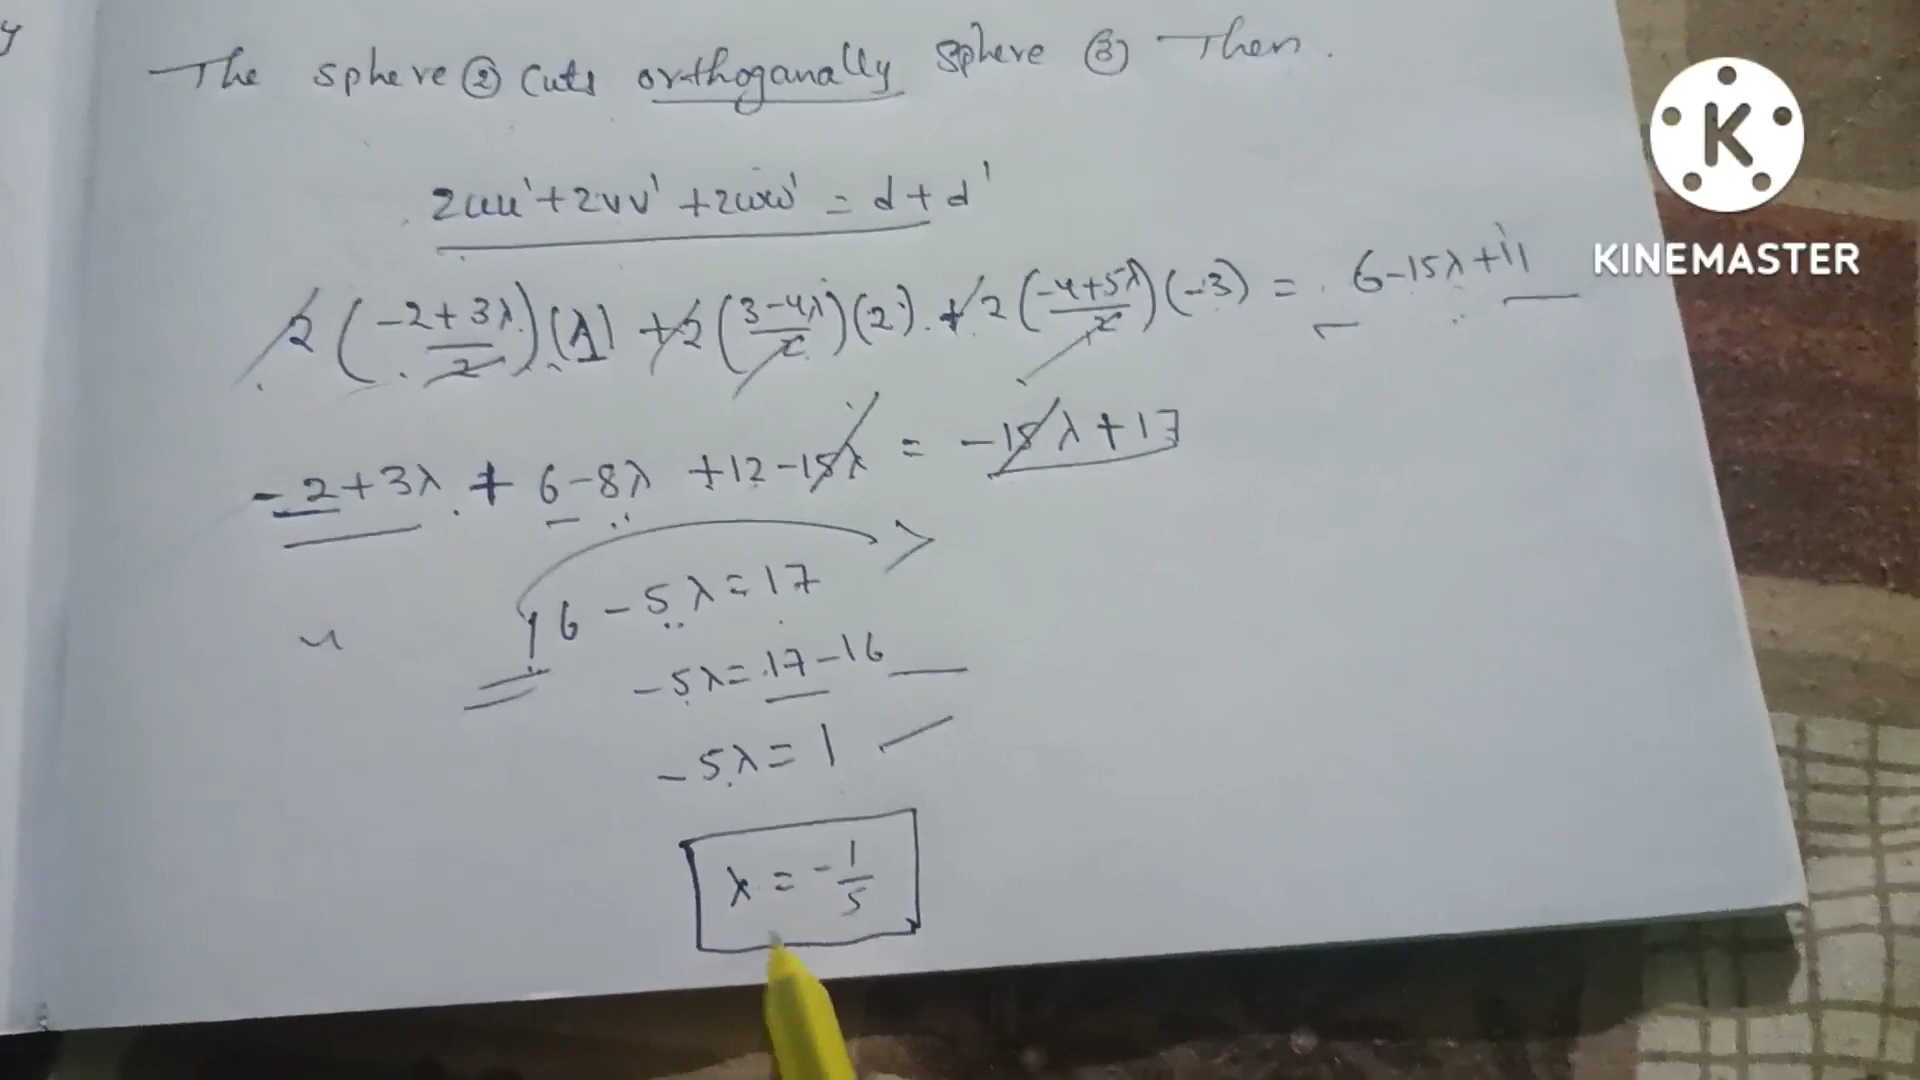 The sphere ② cuts orthoganally sphere ③ Then.
2uu'+2vv'+2ww' = d+d'
2(-2+3λ/2)(1) + 2(3-4λ/2)(2) + 2(-4+5λ/2)(-3) = 6-15λ+11
-2+3λ + 6-8λ +12-15λ = -15λ+17
16-5λ=17
-5λ=17-16
-5λ=1
λ = -1/5
K
KINEMASTER